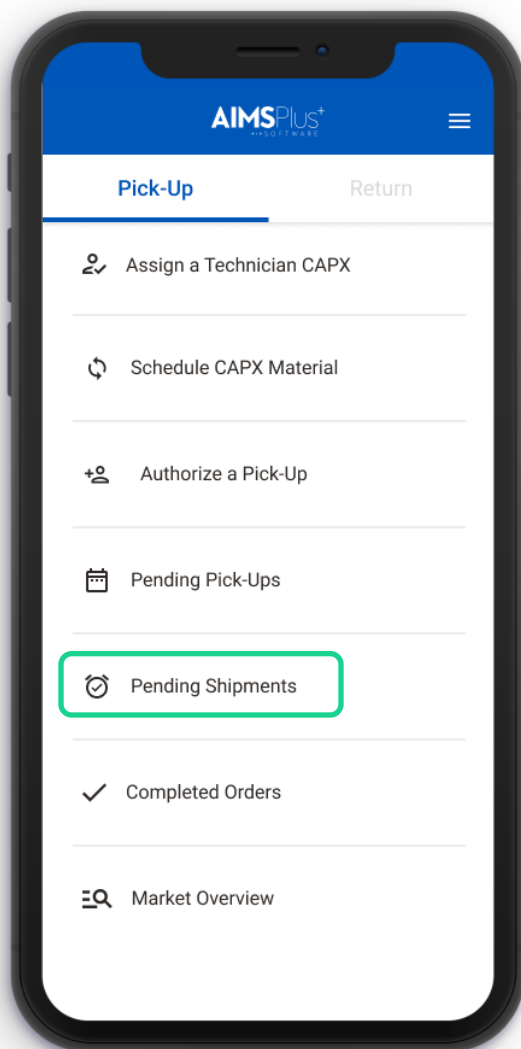 AIMSPlus+
SOFTWARE
Pick-Up Return
Assign a Technician CAPX
Schedule CAPX Material
Authorize a Pick-Up
Pending Pick-Ups
Pending Shipments
Completed Orders
Market Overview